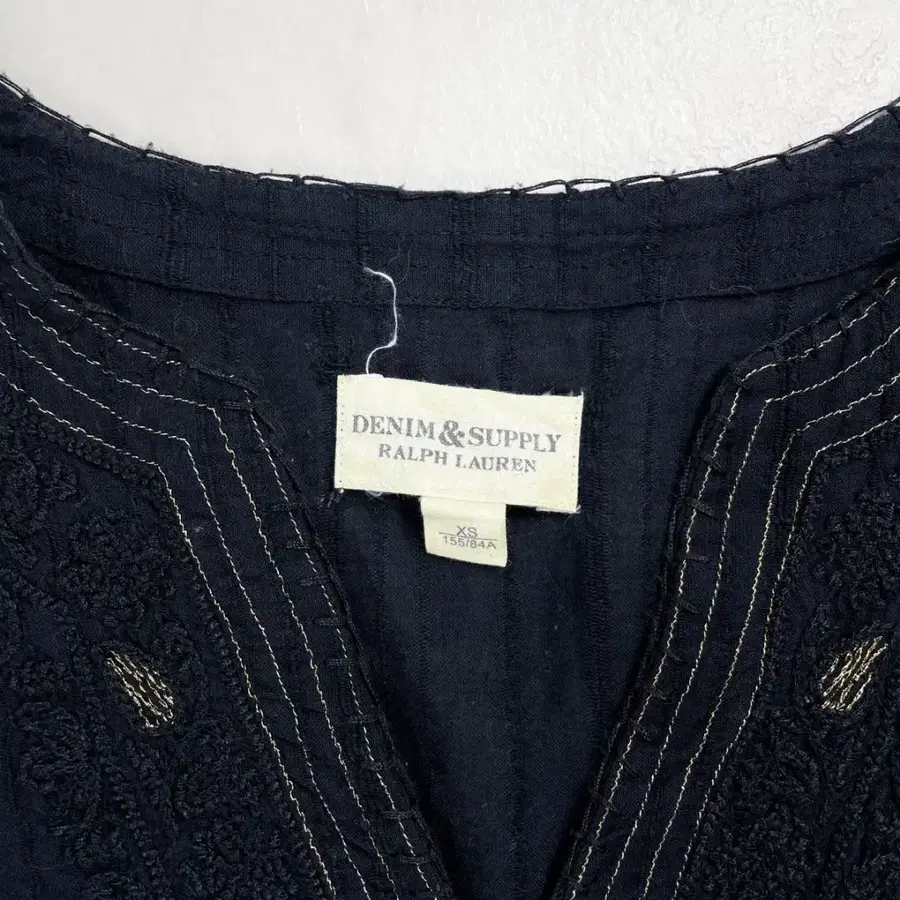 DENIM & SUPPLY
RALPH LAUREN
XS
155/84A